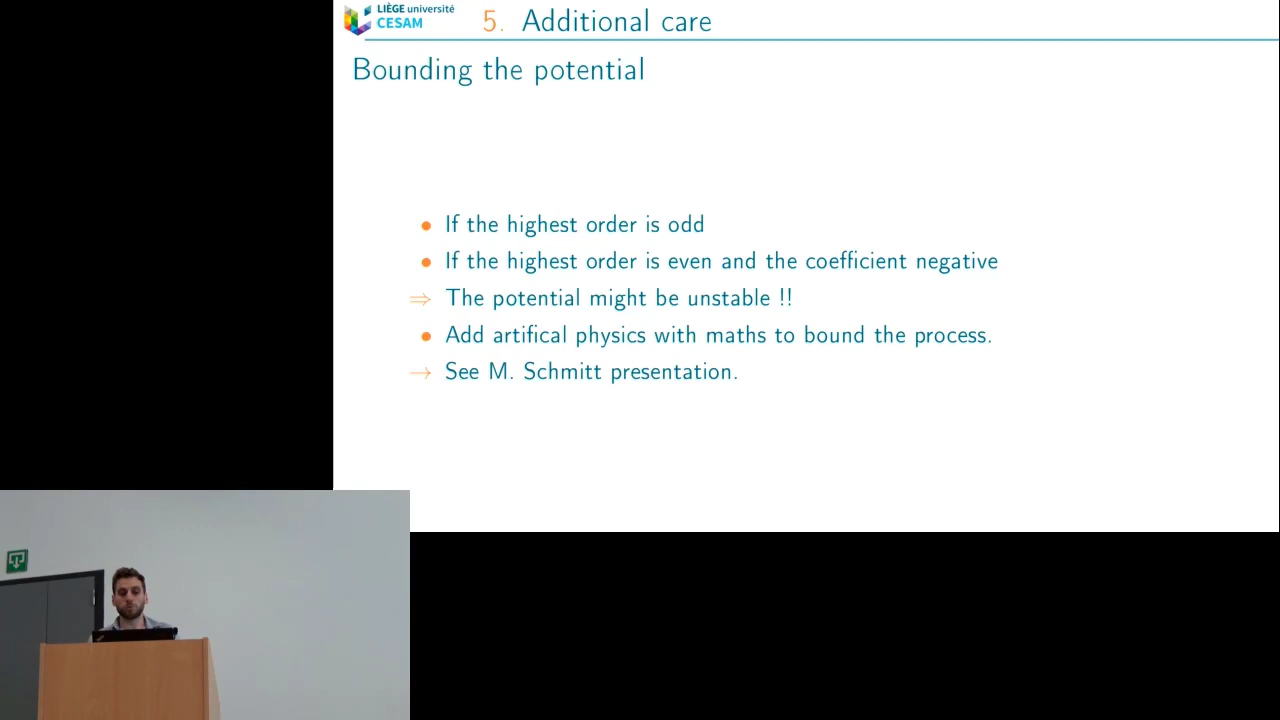 LIÈGE université
CESAM
5. Additional care
Bounding the potential
• If the highest order is odd
• If the highest order is even and the coefficient negative
⇒ The potential might be unstable !!
• Add artifical physics with maths to bound the process.
→ See M. Schmitt presentation.